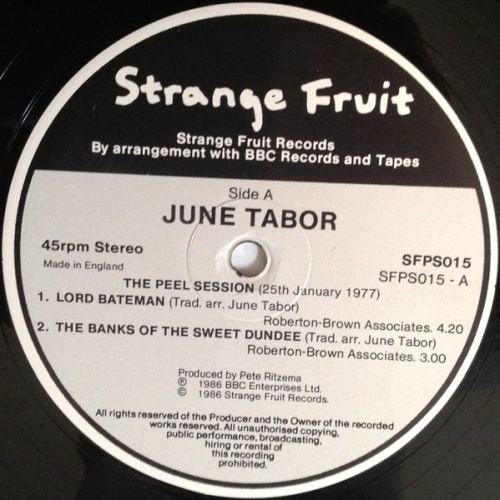 Strange Fruit
Strange Fruit Records
By arrangement with BBC Records and Tapes
Side A
JUNE TABOR
45rpm Stereo
Made in England
SFPS015
SFPS015 - A
THE PEEL SESSION (25th January 1977)
1. LORD BATEMAN (Trad. arr. June Tabor)
Roberton-Brown Associates. 4.20
2. THE BANKS OF THE SWEET DUNDEE (Trad. arr. June Tabor)
Roberton-Brown Associates. 3.00
Produced by Pete Ritzema
Ⓟ 1986 BBC Enterprises Ltd.
© 1986 Strange Fruit Records.
All rights reserved of the Producer and the Owner of the recorded
works reserved. All unauthorised copying,
public performance, broadcasting,
hiring or rental of
this recording
prohibited.